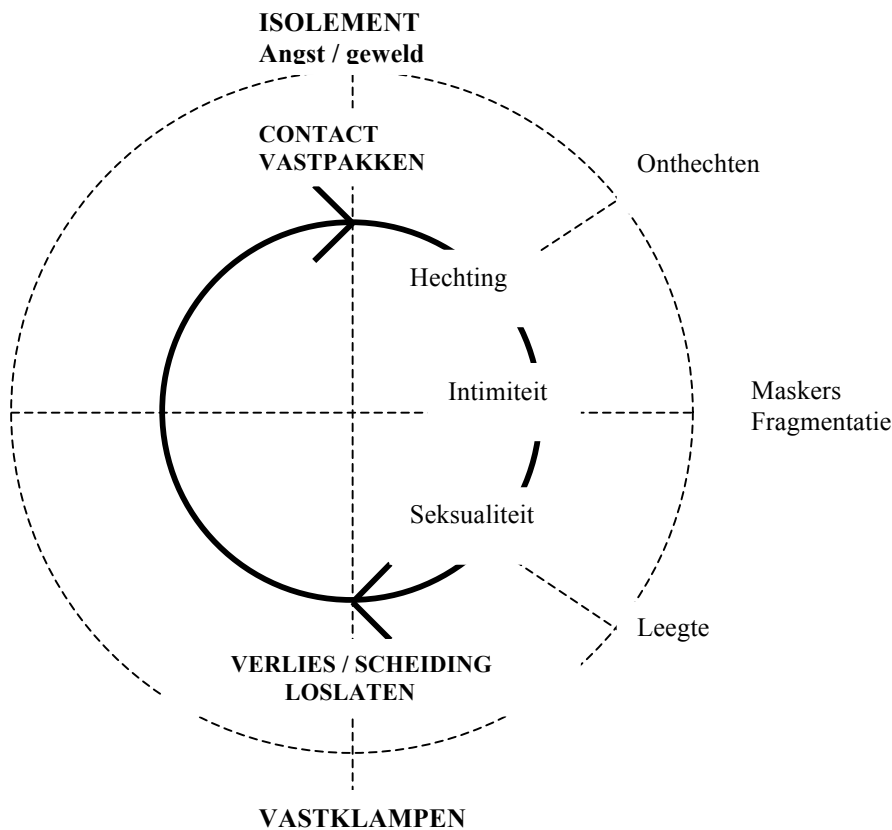 ISOLEMENT
Angst / geweld
CONTACT
VASTPAKKEN
Onthechten
Hechting
Intimiteit
Maskers
Fragmentatie
Seksualiteit
Leegte
VERLIES / SCHEIDING
LOSLATEN
VASTKLAMPEN